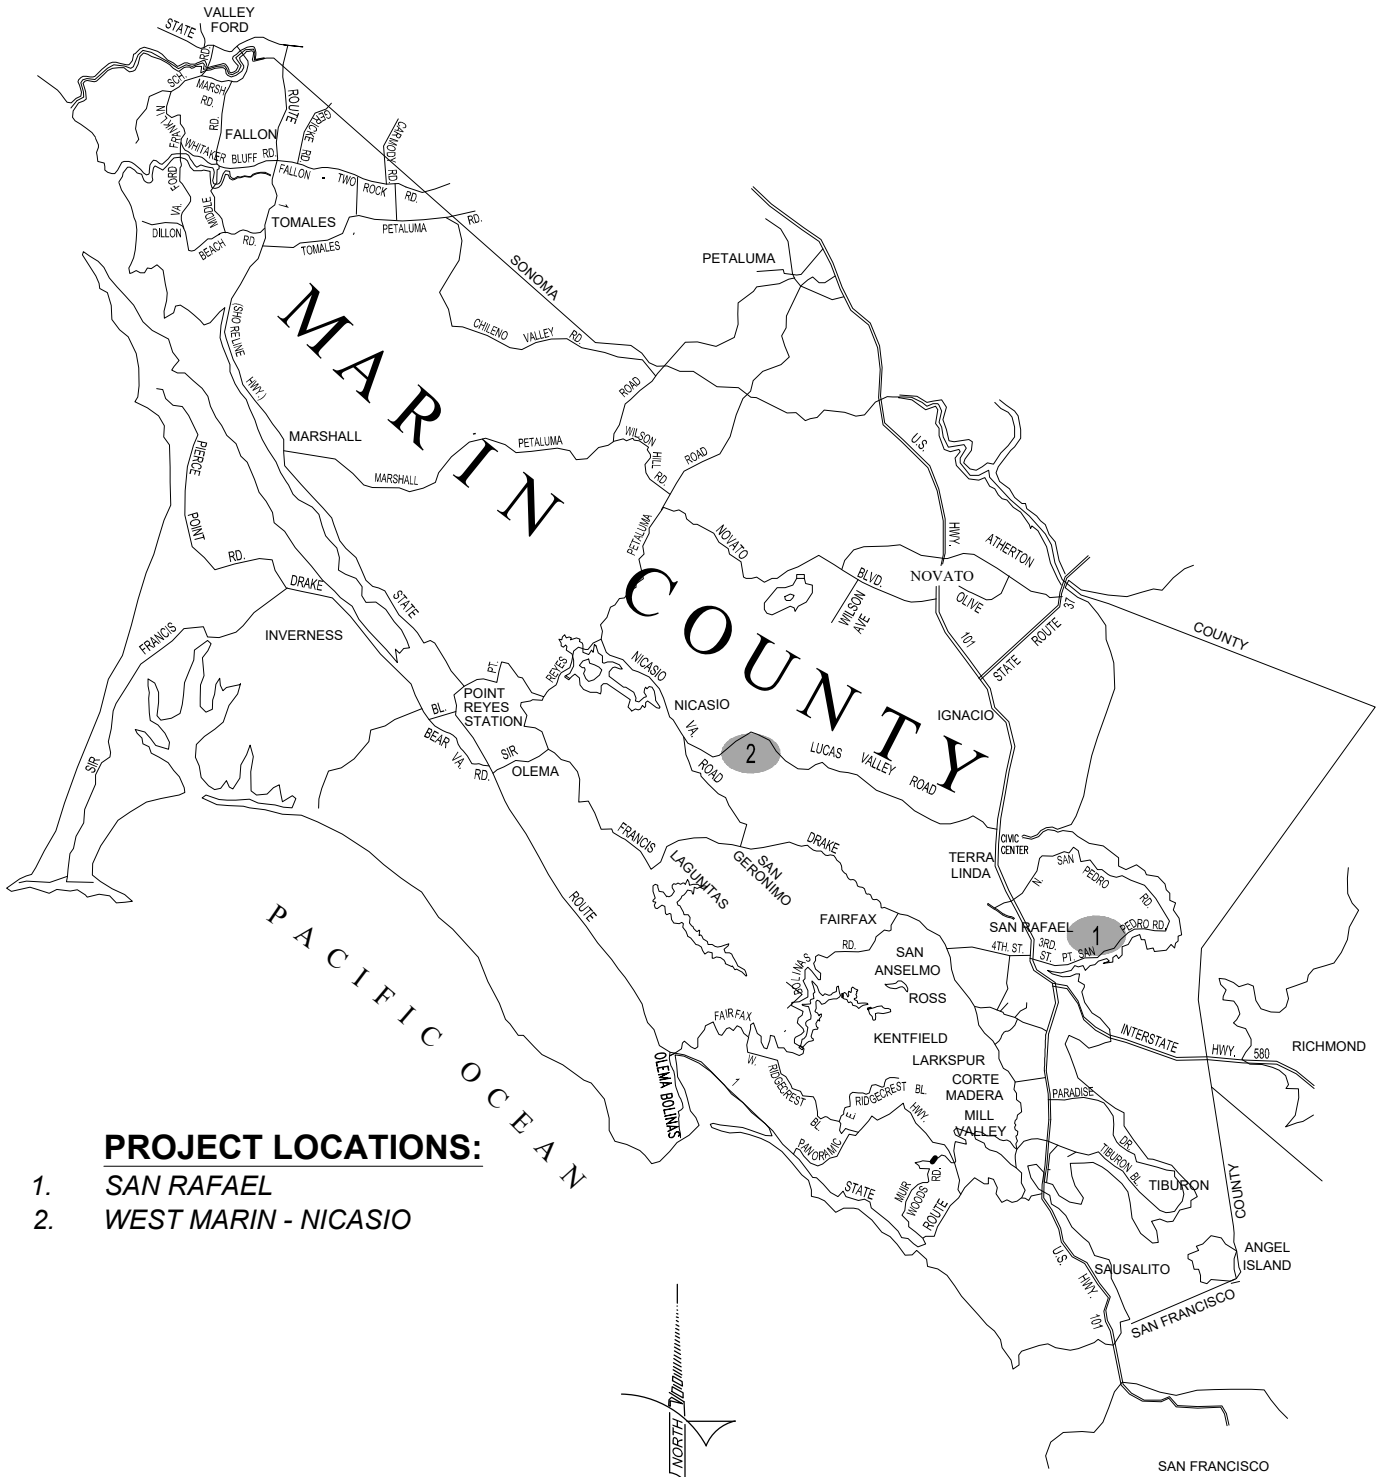 VALLEY
FORD
STATE
RD.
SCH.
MARSH
RD.
ROUTE
GERICKE RD.
CARMODY RD.
FRANKLIN
RD.
FALLON
WHITAKER BLUFF RD.
FALLON TWO ROCK RD.
VA. FORD
MIDDLE
TOMALES
PETALUMA RD.
DILLON BEACH RD.
TOMALES
SONOMA
PETALUMA
MARIN
(SHORELINE HWY.)
CHILENO VALLEY RD.
ROAD
PIERCE POINT RD.
MARSHALL
MARSHALL
PETALUMA
WILSON HILL RD.
ROAD
U.S. HWY. 101
PETALUMA
NOVATO BLVD.
ATHERTON
NOVATO
OLIVE
WILSON
AVE
STATE ROUTE 37
COUNTY
COUNTY
DRAKE
STATE
FRANCIS
INVERNESS
SIR
PT. REYES
NICASIO
POINT
REYES
STATION
NICASIO
VA.
ROAD
IGNACIO
BL.
BEAR VA. RD.
SIR
OLEMA
2
LUCAS VALLEY ROAD
FRANCIS
DRAKE
LAGUNITAS
SAN
GERONIMO
CIVIC
CENTER
TERRA
LINDA
N. SAN PEDRO RD.
ROUTE
FAIRFAX
SAN RAFAEL
1
4TH. ST.
3RD.
ST.
PT. SAN PEDRO RD.
RD.
BOLINAS
SAN
ANSELMO
ROSS
PACIFIC OCEAN
FAIRFAX
KENTFIELD
INTERSTATE HWY. 580
RICHMOND
LARKSPUR
OLEMA BOLINAS
1
W. RIDGECREST BL.
E. RIDGECREST BL.
CORTE
MADERA
PARADISE DR.
MILL
VALLEY
PANORAMIC HWY.
TIBURON BL.
TIBURON
PROJECT LOCATIONS:
1. SAN RAFAEL
2. WEST MARIN - NICASIO
STATE ROUTE
MUIR
WOODS RD.
COUNTY
U.S. HWY. 101
SAUSALITO
ANGEL
ISLAND
SAN FRANCISCO
NORTH
SAN FRANCISCO